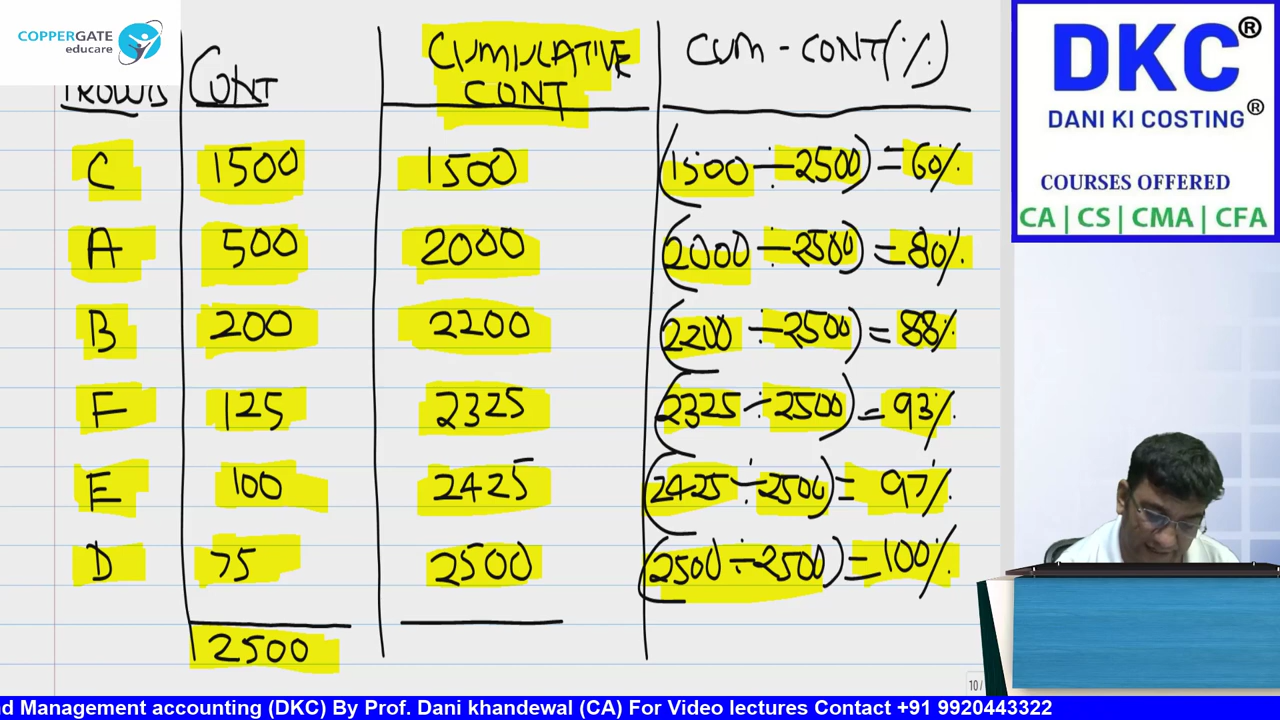 COPPERGATE
educare
CONT
CUMULATIVE
CONT
CUM - CONT (%)
C 1500 1500 (1500 ÷ 2500) = 60%
A 500 2000 (2000 ÷ 2500) = 80%
B 200 2200 (2200 ÷ 2500) = 88%
F 125 2325 (2325 ÷ 2500) = 93%
E 100 2425 (2425 ÷ 2500) = 97%
D 75 2500 (2500 ÷ 2500) = 100%
2500
DKC®
DANI KI COSTING®
COURSES OFFERED
CA | CS | CMA | CFA
10/
nd Management accounting (DKC) By Prof. Dani khandewal (CA) For Video lectures Contact +91 9920443322